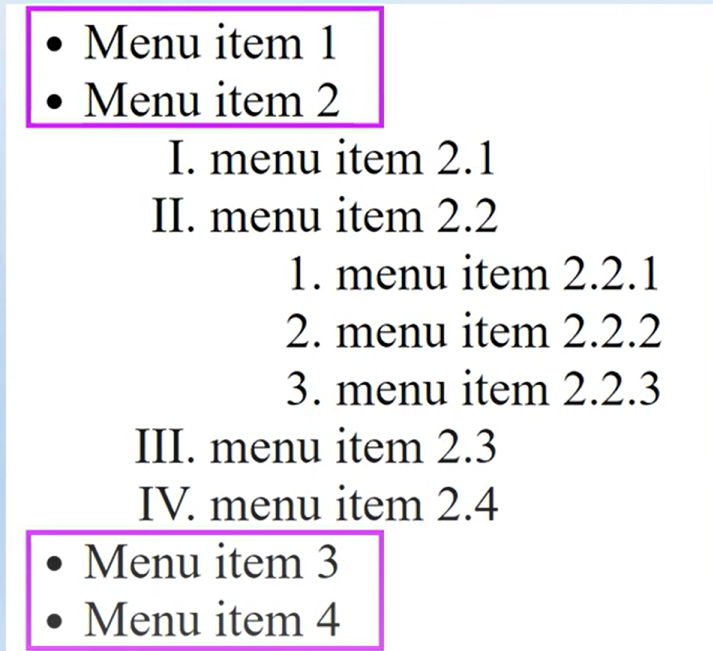 • Menu item 1
• Menu item 2
I. menu item 2.1
II. menu item 2.2
1. menu item 2.2.1
2. menu item 2.2.2
3. menu item 2.2.3
III. menu item 2.3
IV. menu item 2.4
• Menu item 3
• Menu item 4